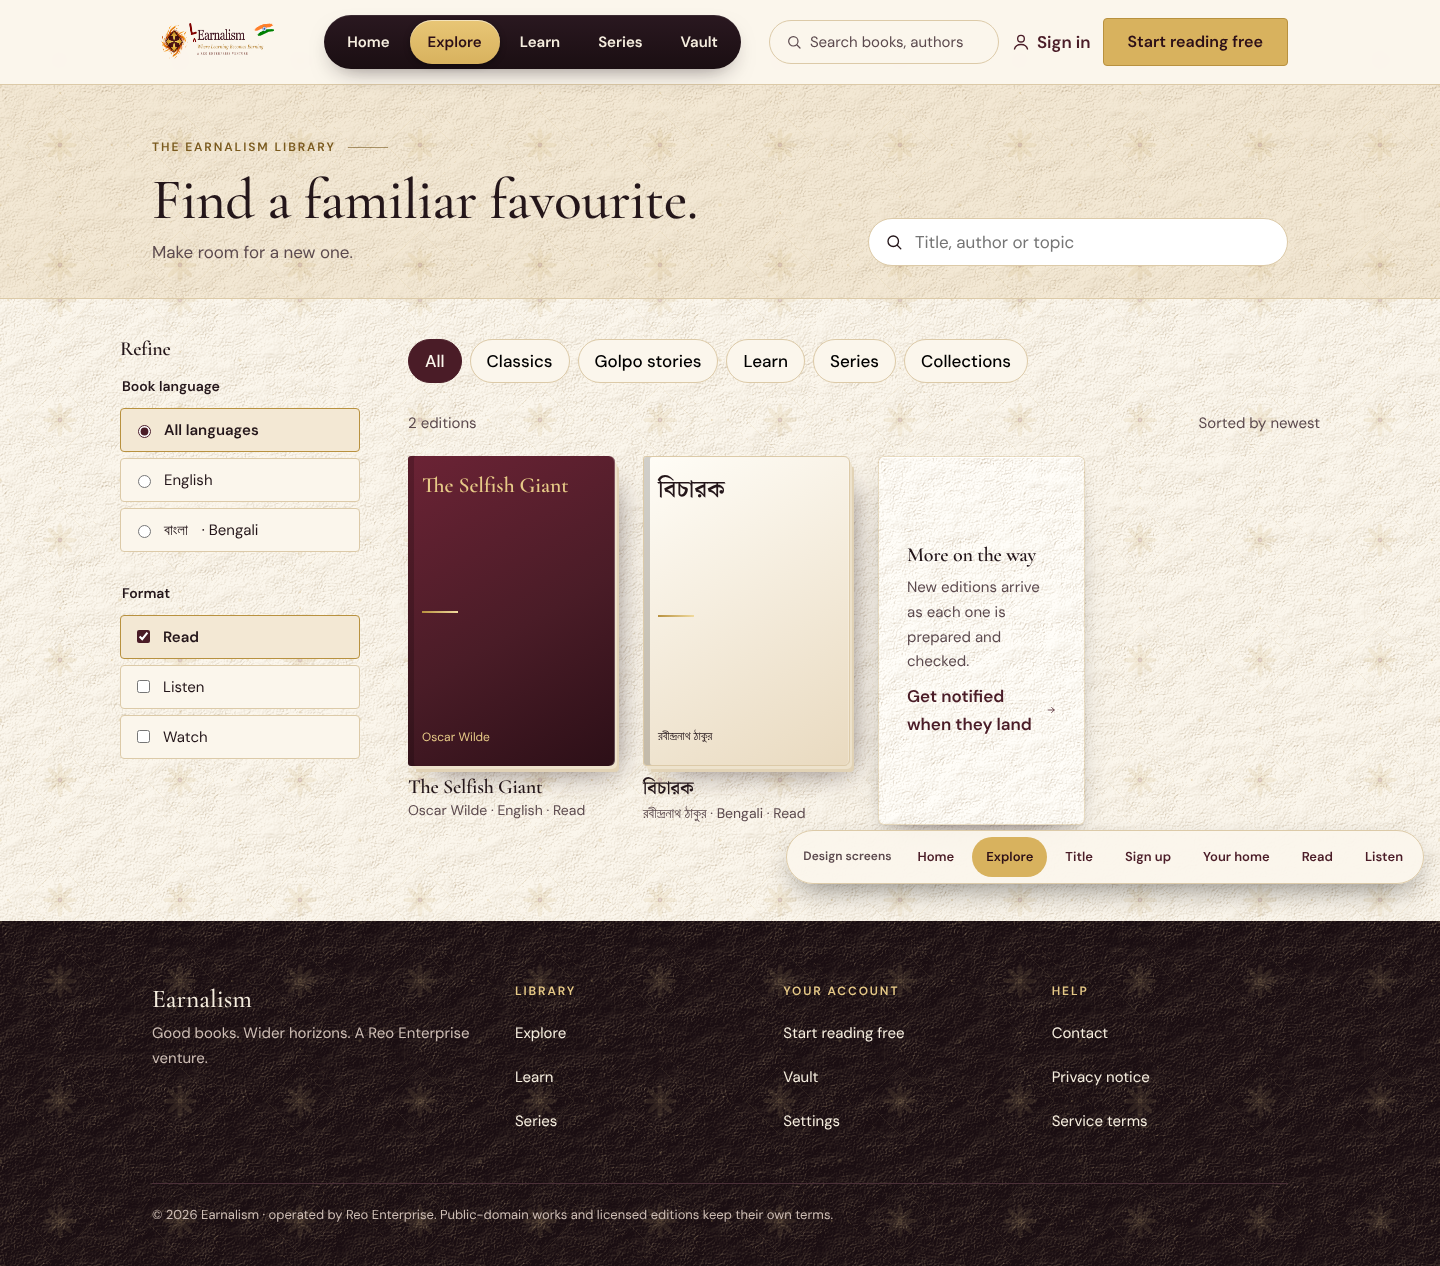 Earnalism
Where Learning Becomes Earning
Home
Explore
Learn
Series
Vault
Search books, authors
Sign in
Start reading free
THE EARNALISM LIBRARY
Find a familiar favourite.
Make room for a new one.
Title, author or topic
Refine
Book language
All languages
English
বাংলা · Bengali
Format
Read
Listen
Watch
All
Classics
Golpo stories
Learn
Series
Collections
2 editions
Sorted by newest
The Selfish Giant
Oscar Wilde
The Selfish Giant
Oscar Wilde · English · Read
বিচারক
রবীন্দ্রনাথ ঠাকুর
বিচারক
রবীন্দ্রনাথ ঠাকুর · Bengali · Read
More on the way
New editions arrive
as each one is
prepared and
checked.
Get notified
when they land
Design screens
Home
Explore
Title
Sign up
Your home
Read
Listen
Earnalism
Good books. Wider horizons. A Reo Enterprise
venture.
LIBRARY
Explore
Learn
Series
YOUR ACCOUNT
Start reading free
Vault
Settings
HELP
Contact
Privacy notice
Service terms
© 2026 Earnalism · operated by Reo Enterprise. Public-domain works and licensed editions keep their own terms.